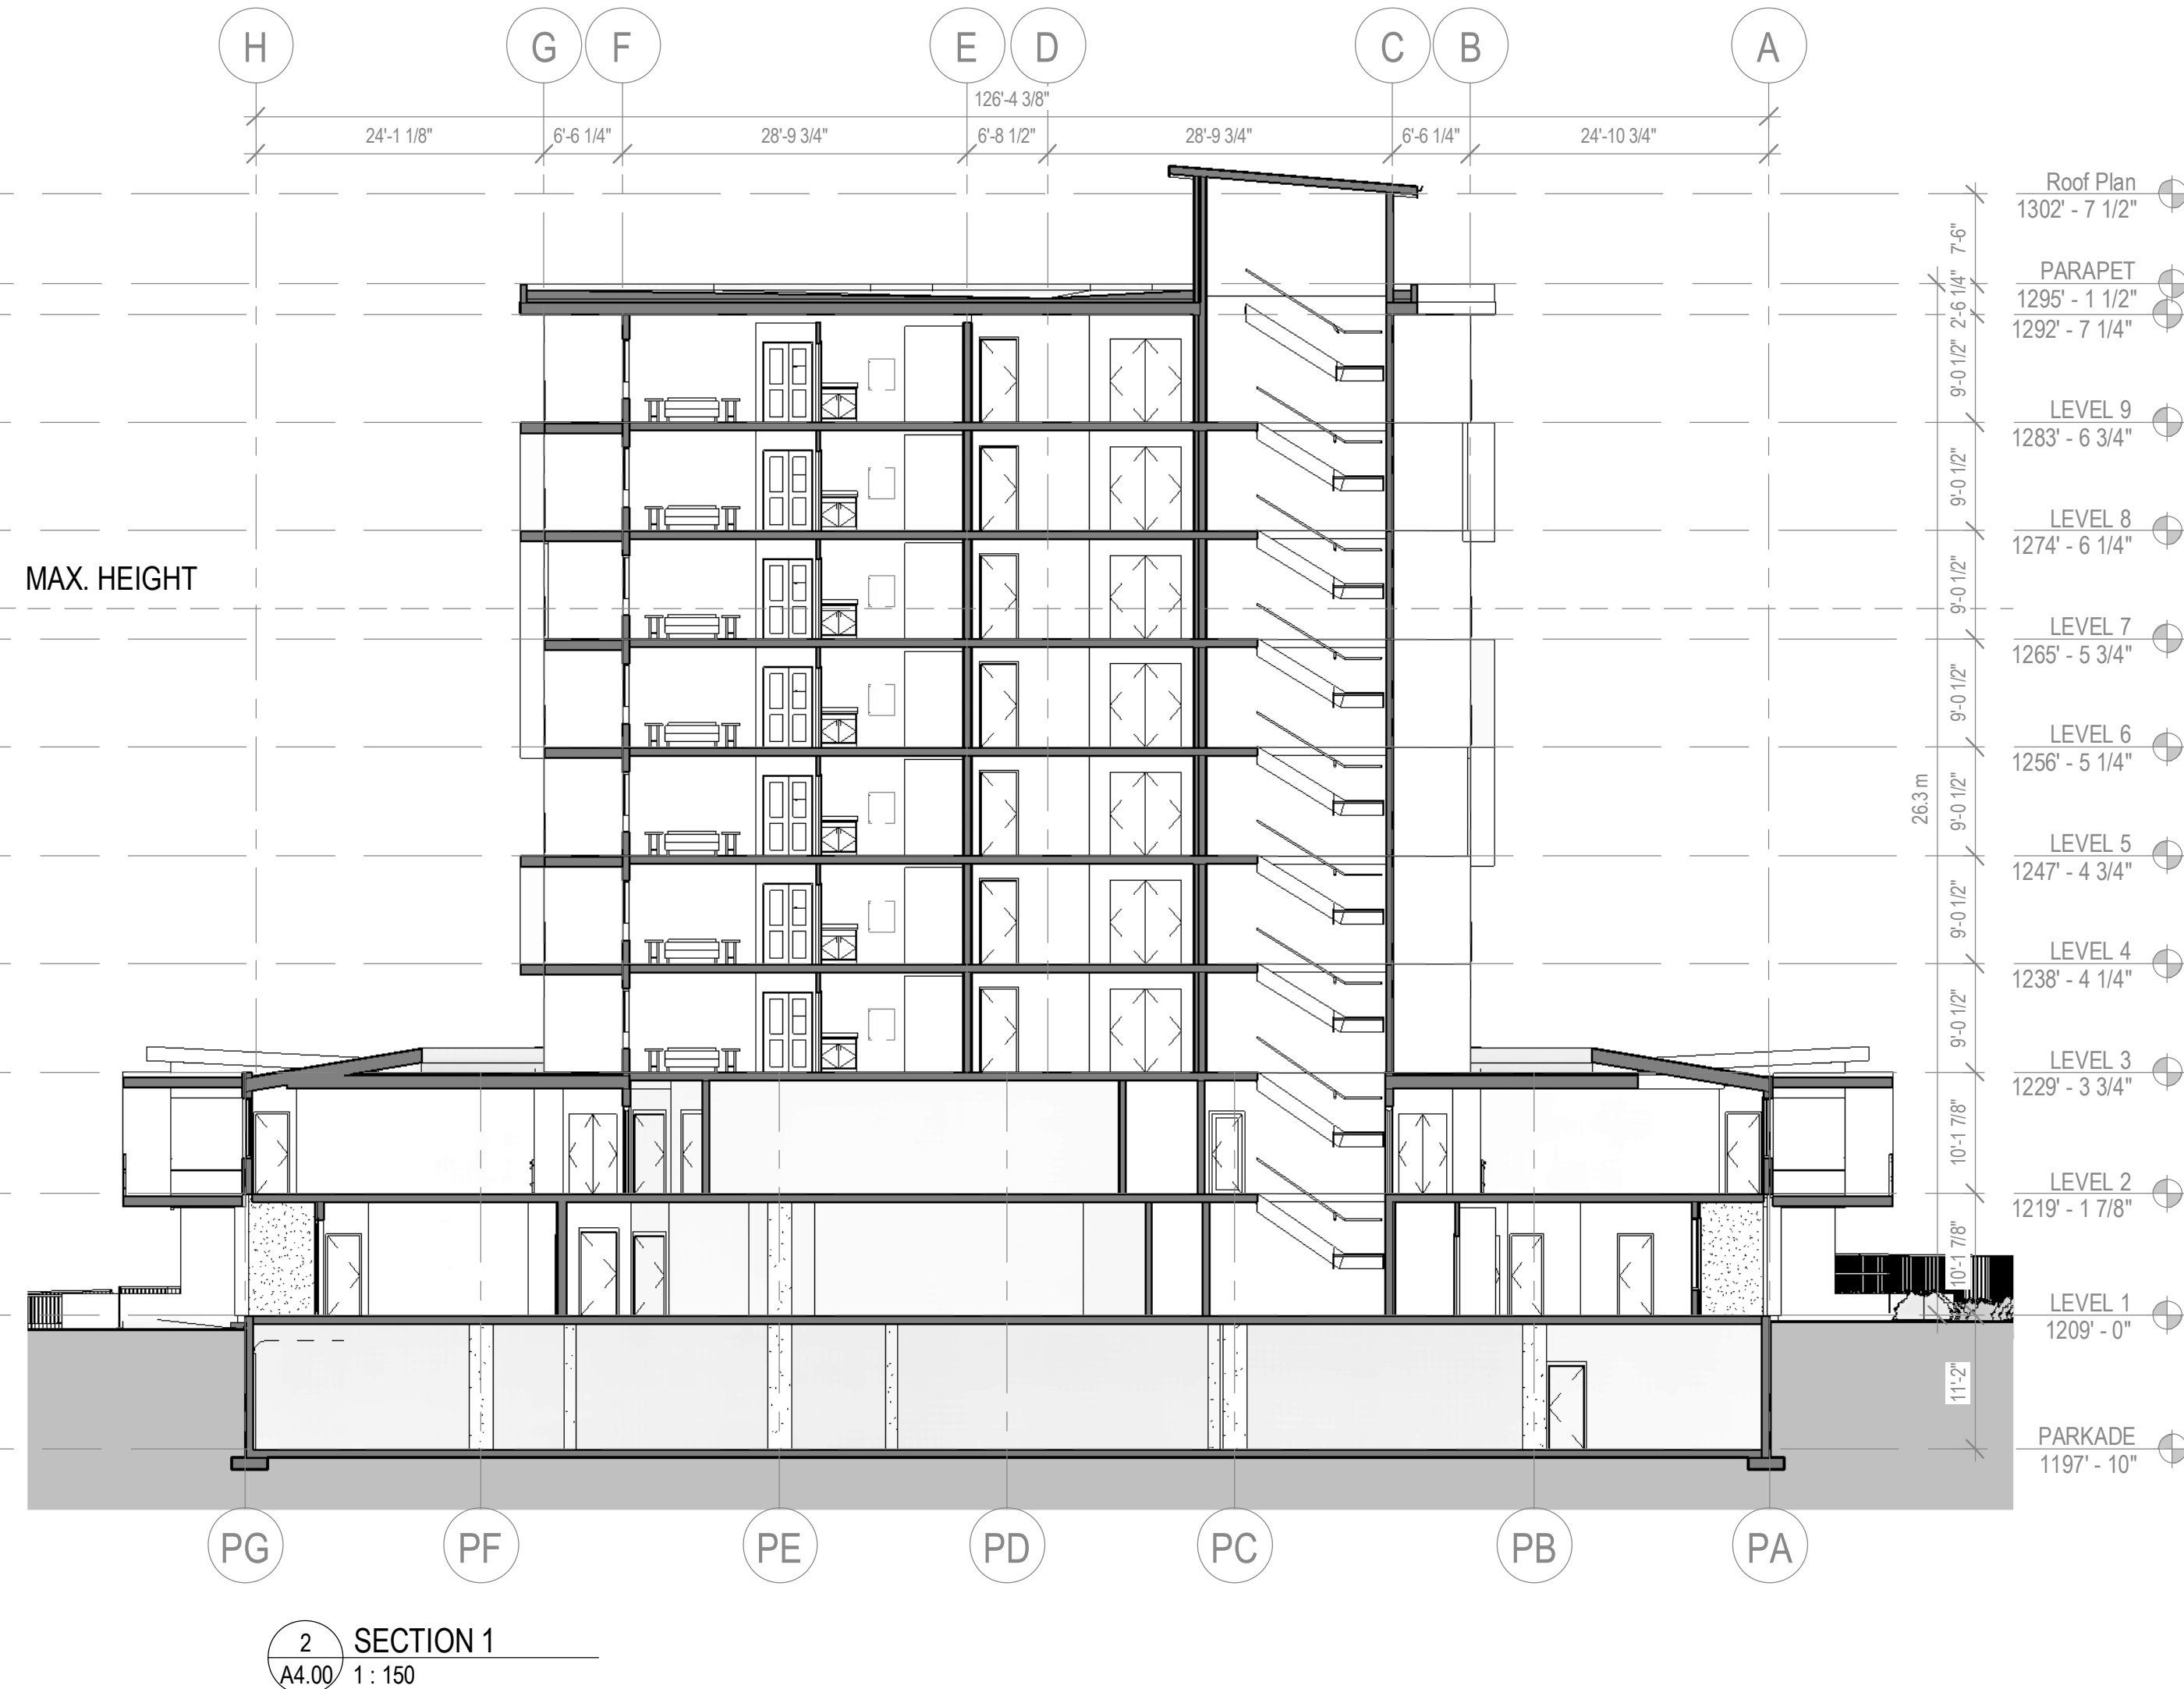 H G F E D C B A
126'-4 3/8"
24'-1 1/8" 6'-6 1/4" 28'-9 3/4" 6'-8 1/2" 28'-9 3/4" 6'-6 1/4" 24'-10 3/4"
Roof Plan
1302' - 7 1/2"
7'-6"
PARAPET
1295' - 1 1/2"
2'-6 1/4"
1292' - 7 1/4"
9'-0 1/2"
LEVEL 9
1283' - 6 3/4"
9'-0 1/2"
LEVEL 8
1274' - 6 1/4"
MAX. HEIGHT
9'-0 1/2"
LEVEL 7
1265' - 5 3/4"
9'-0 1/2"
LEVEL 6
1256' - 5 1/4"
26.3 m
9'-0 1/2"
LEVEL 5
1247' - 4 3/4"
9'-0 1/2"
LEVEL 4
1238' - 4 1/4"
9'-0 1/2"
LEVEL 3
1229' - 3 3/4"
10'-1 7/8"
LEVEL 2
1219' - 1 7/8"
10'-1 7/8"
LEVEL 1
1209' - 0"
11'-2"
PARKADE
1197' - 10"
PG PF PE PD PC PB PA
2 SECTION 1
A4.00 1 : 150